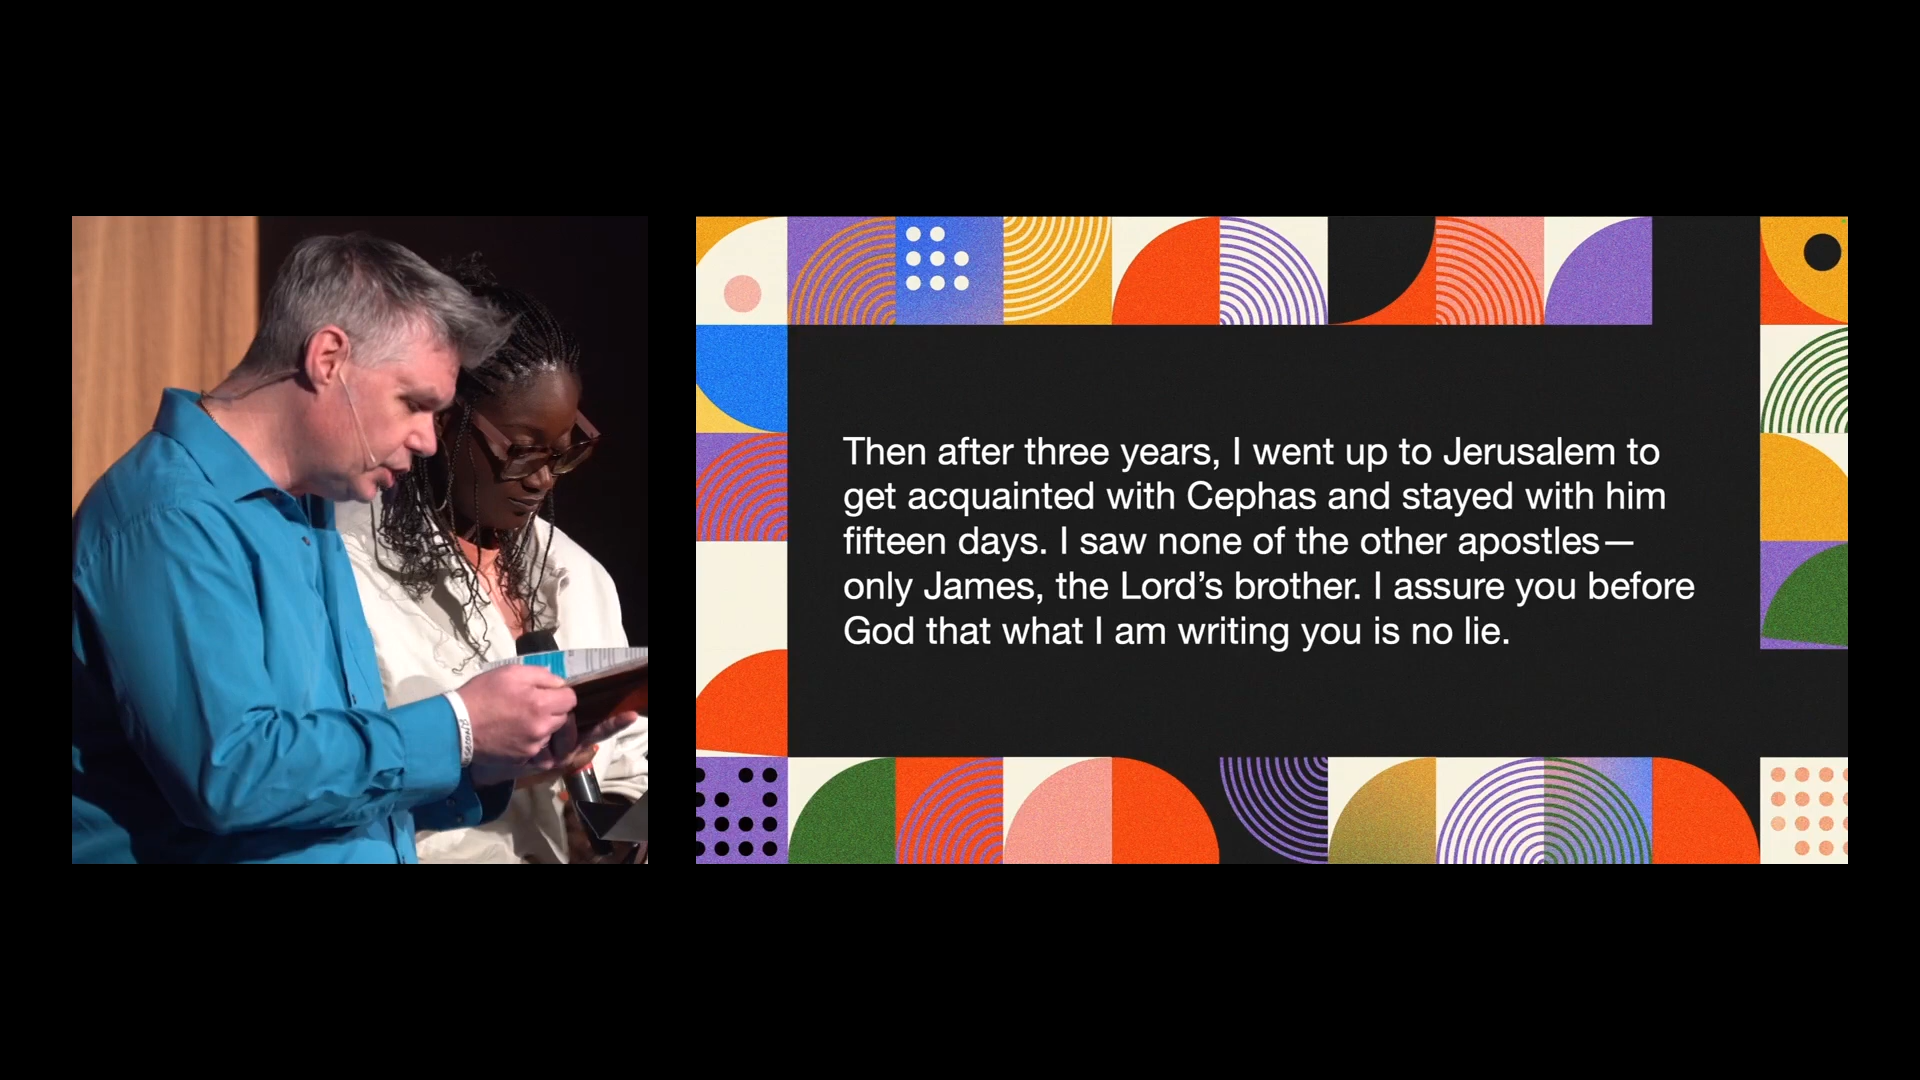 Then after three years, I went up to Jerusalem to
get acquainted with Cephas and stayed with him
fifteen days. I saw none of the other apostles—
only James, the Lord’s brother. I assure you before
God that what I am writing you is no lie.